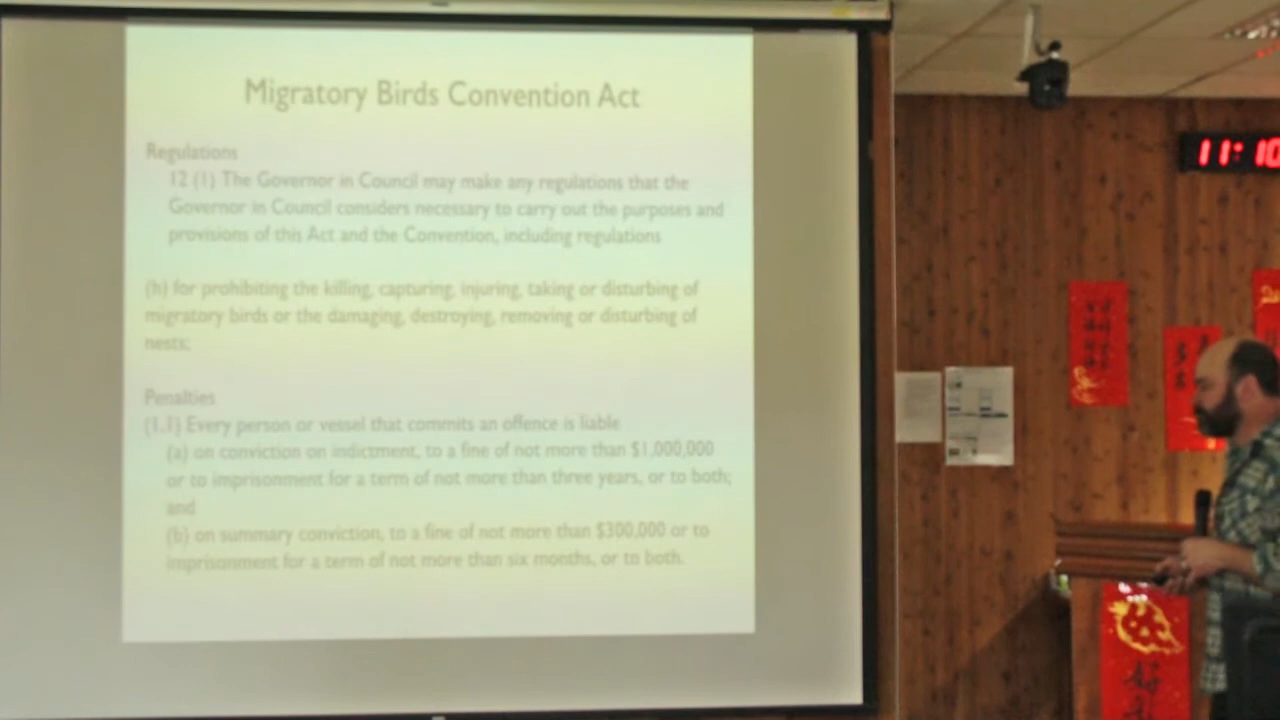 Migratory Birds Convention Act
Regulations
12 (1) The Governor in Council may make any regulations that the
Governor in Council considers necessary to carry out the purposes and
provisions of this Act and the Convention, including regulations
(h) for prohibiting the killing, capturing, injuring, taking or disturbing of
migratory birds or the damaging, destroying, removing or disturbing of
nests;
Penalties
(1.1) Every person or vessel that commits an offence is liable
(a) on conviction on indictment, to a fine of not more than $1,000,000
or to imprisonment for a term of not more than three years, or to both;
and
(b) on summary conviction, to a fine of not more than $300,000 or to
imprisonment for a term of not more than six months, or to both.
11:10
好